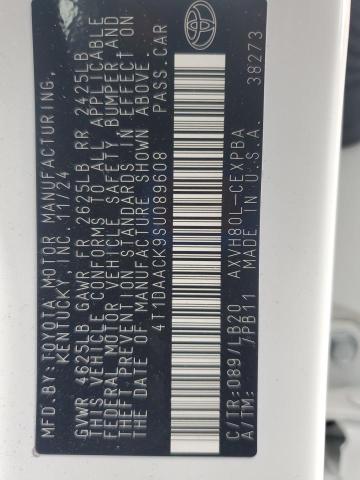 MFD. BY: TOYOTA MOTOR MANUFACTURING,
KENTUCKY, INC. 11/24
GVWR 4625LB GAWR FR 2625LB RR 2425LB
THIS VEHICLE CONFORMS TO ALL APPLICABLE
FEDERAL MOTOR VEHICLE SAFETY, BUMPER AND
THEFT PREVENTION STANDARDS IN EFFECT ON
THE DATE OF MANUFACTURE SHOWN ABOVE.
4T1DAACK9SU089608 PASS.CAR
C/TR:089/LB20 AXVH80L-CEXPBA
A/TM: 7PB11 MADE IN U.S.A. 38273